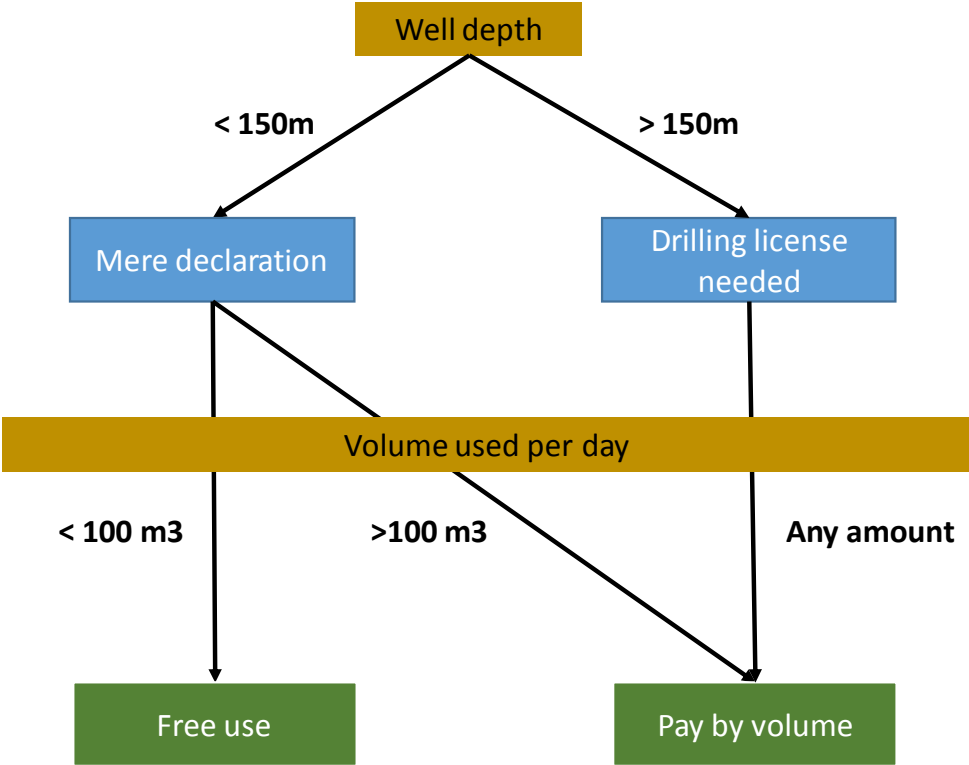 Well depth
< 150m
> 150m
Mere declaration
Drilling license
needed
Volume used per day
< 100 m3
>100 m3
Any amount
Free use
Pay by volume